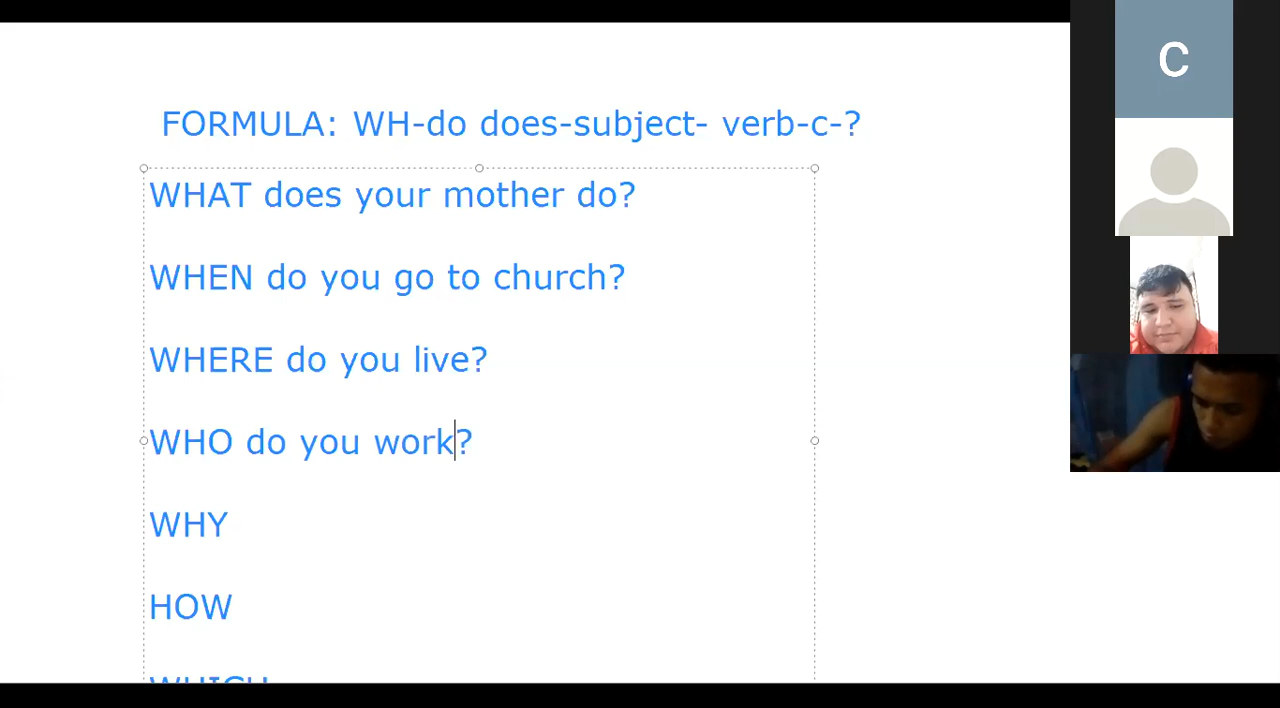 FORMULA: WH-do does-subject- verb-c-?
WHAT does your mother do?
WHEN do you go to church?
WHERE do you live?
WHO do you work?
WHY
HOW
WHICH
C